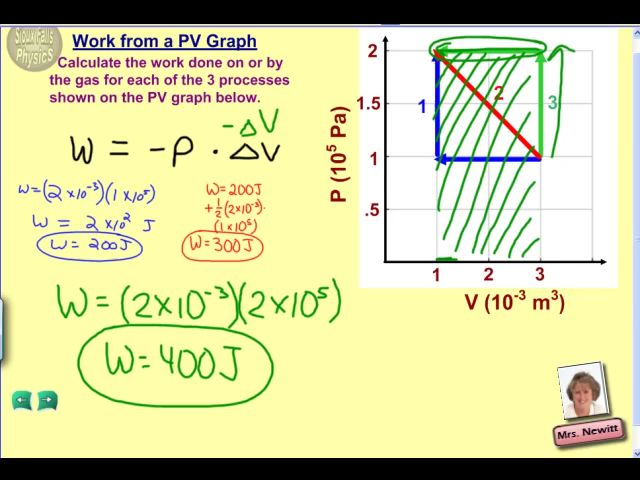 Sioux Falls
Physics
Work from a PV Graph
Calculate the work done on or by
the gas for each of the 3 processes
shown on the PV graph below.
-ΔV
W = -P · ΔV
W=(2×10⁻³)(1×10⁵)
W = 2×10² J
W= 200J
W=200J
+½(2×10⁻³)·
(1×10⁵)
W=300J
W=(2×10⁻³)(2×10⁵)
W=400J
P (10⁵ Pa)
2
1.5
1
.5
1
2
3
1 2 3
V (10⁻³ m³)
Mrs. Newitt